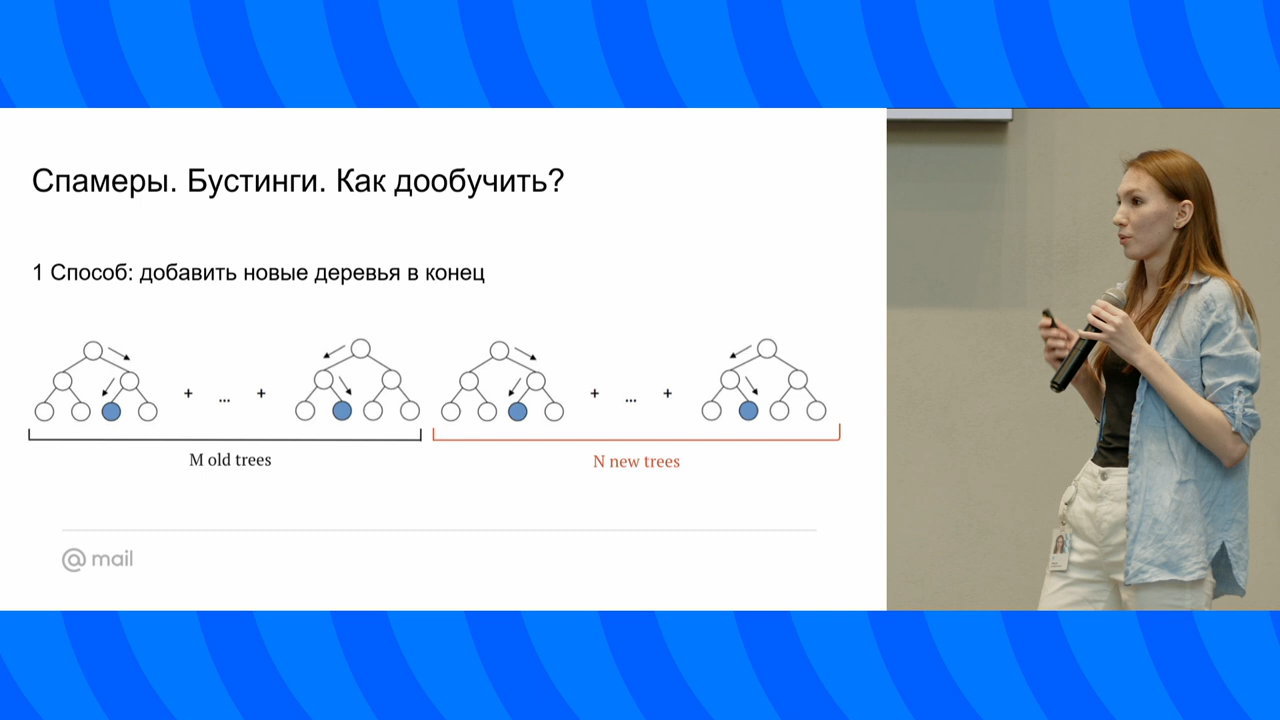 Спамеры. Бустинги. Как дообучить?
1 Способ: добавить новые деревья в конец
+ ... +
+ ... +
M old trees
N new trees
@mail